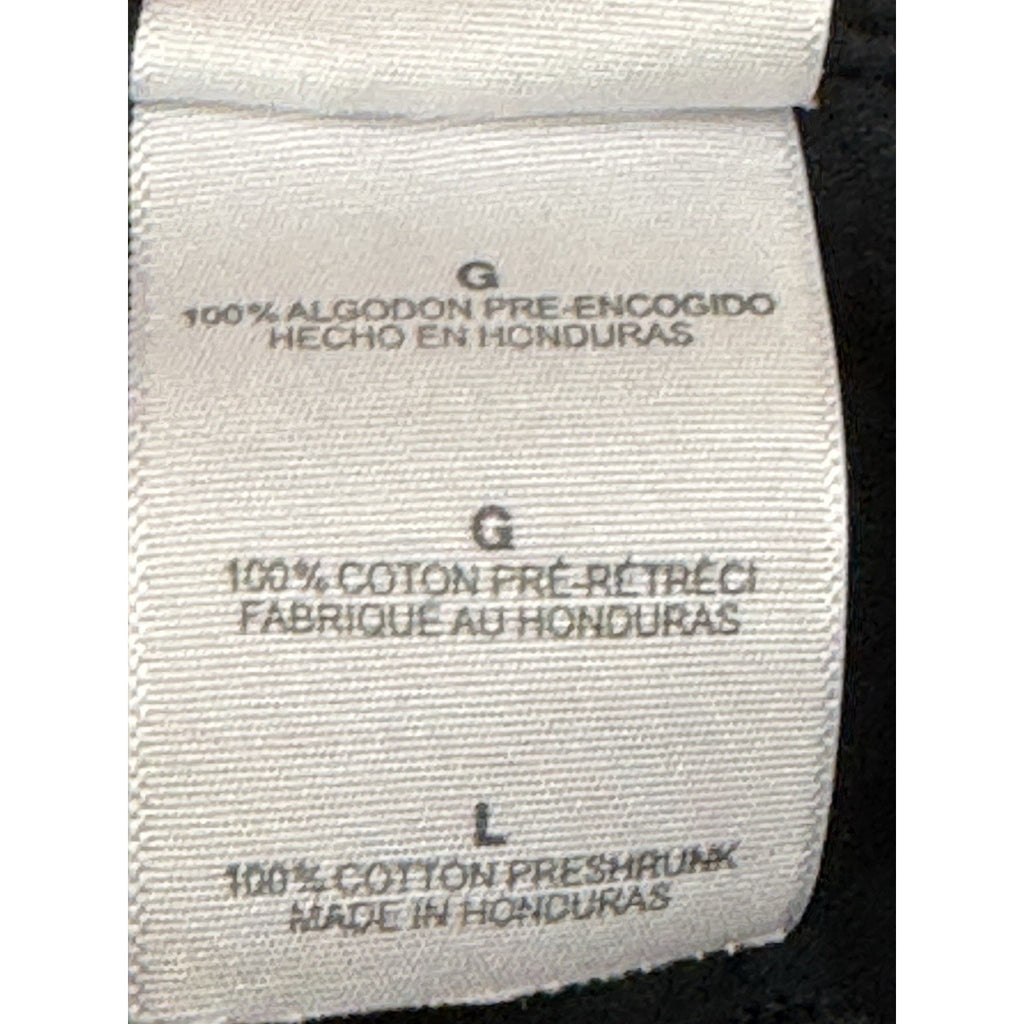 G
100% ALGODON PRE-ENCOGIDO
HECHO EN HONDURAS
G
100% COTON PRÉ-RÉTRÉCI
FABRIQUÉ AU HONDURAS
L
100% COTTON PRESHRUNK
MADE IN HONDURAS